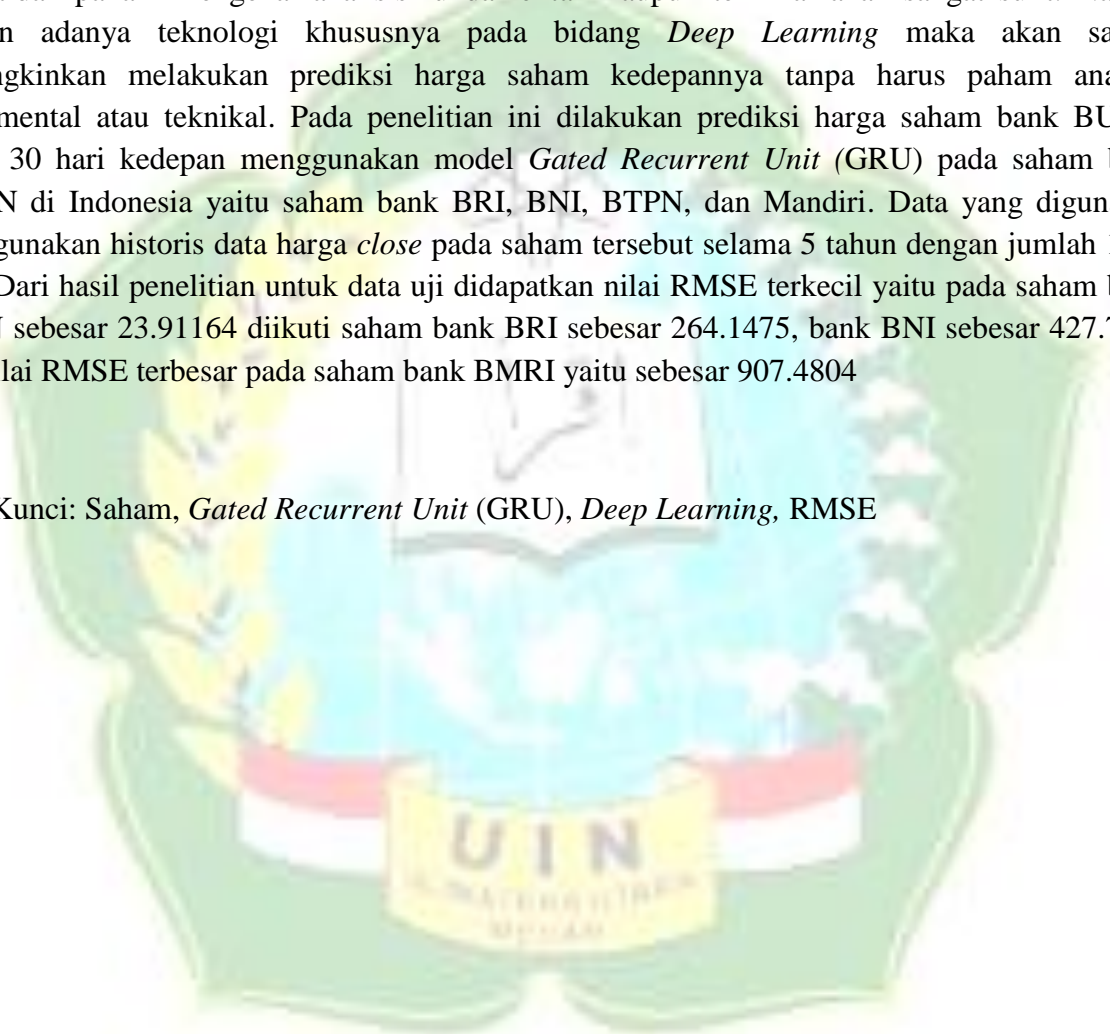 adanya teknologi khususnya pada bidang Deep Learning maka akan
melakukan prediksi harga saham kedepannya tanpa harus paham
atau teknikal. Pada penelitian ini dilakukan prediksi harga saham bank
30 hari kedepan menggunakan model Gated Recurrent Unit (GRU) pada saham
N di Indonesia yaitu saham bank BRI, BNI, BTPN, dan Mandiri. Data yang digun
gunakan historis data harga close pada saham tersebut selama 5 tahun dengan jumlah
Dari hasil penelitian untuk data uji didapatkan nilai RMSE terkecil yaitu pada saham
N sebesar 23.91164 diikuti saham bank BRI sebesar 264.1475, bank BNI sebesar 427.
lai RMSE terbesar pada saham bank BMRI yaitu sebesar 907.4804
Kunci: Saham, Gated Recurrent Unit (GRU), Deep Learning, RMSE
UIN
SUMATERA UTARA
MEDAN